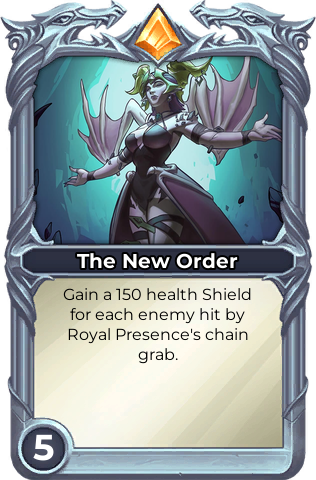 The New Order
Gain a 150 health Shield
for each enemy hit by
Royal Presence's chain
grab.
5